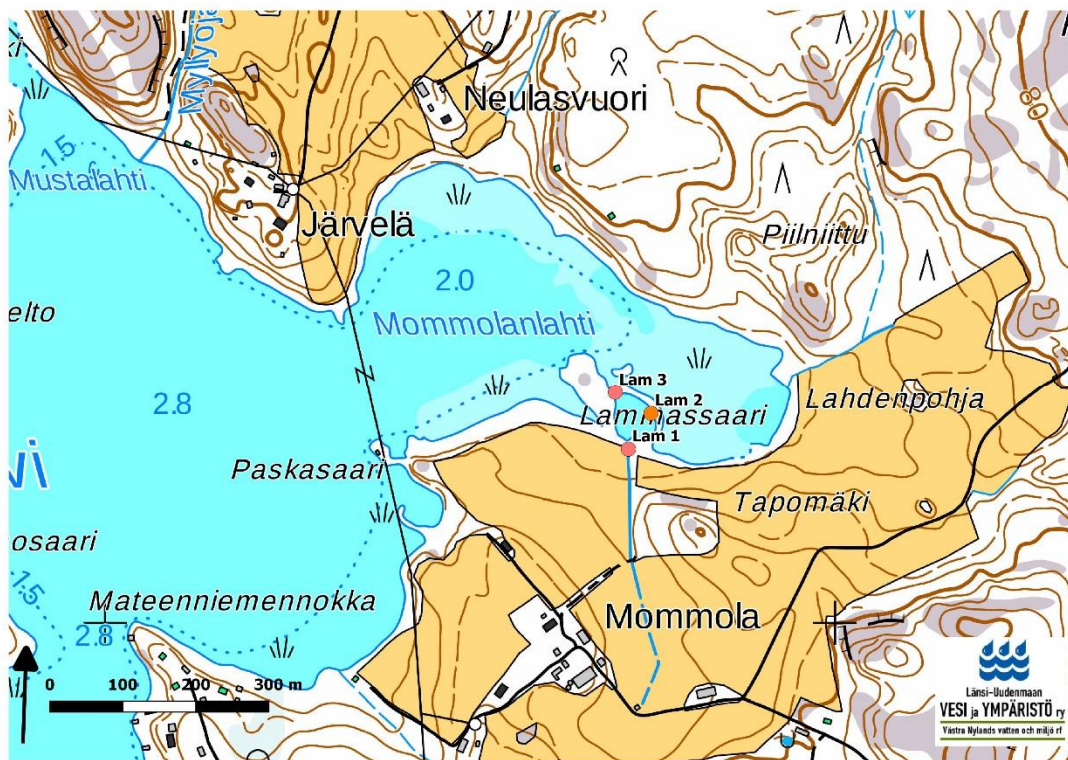 Myllyoja
Neulasvuori
1.5
Mustalahti
Järvelä
Piilniittu
2.0
Mommolanlahti
elto
Lam 3
Lam 2
Lammassaari
Lahdenpohja
2.8
Lam 1
Paskasaari
Tapomäki
osaari
1.5
Mateenniemennokka
Mommola
2.8
0 100 200 300 m
Länsi-Uudenmaan
VESI ja YMPÄRISTÖ ry
Västra Nylands vatten och miljö rf